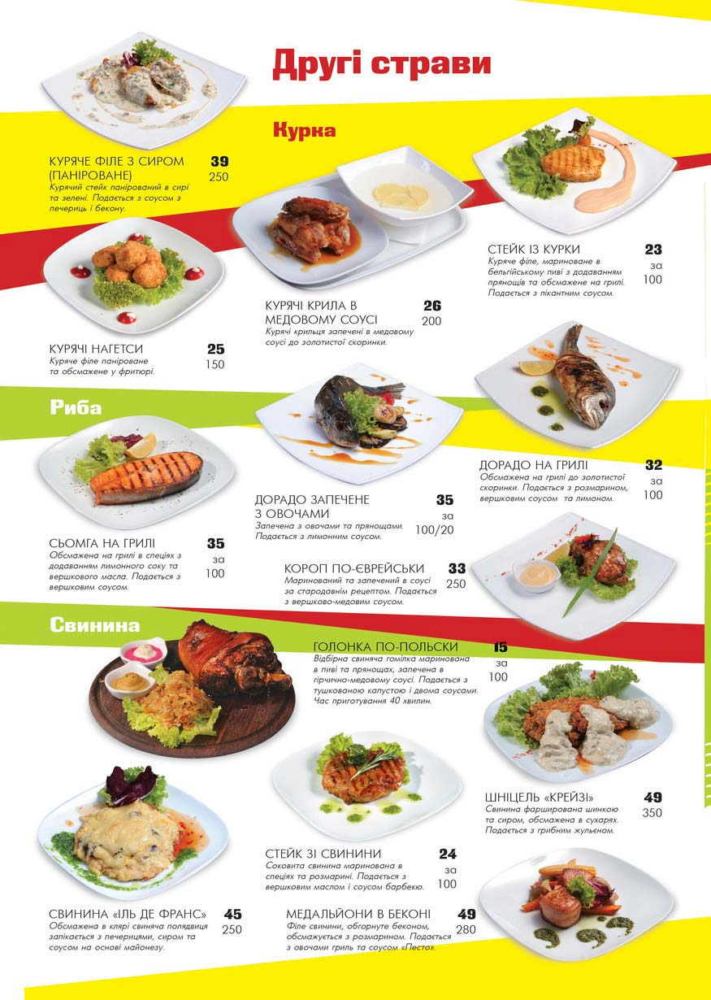 Другі страви
Курка
КУРЯЧЕ ФІЛЕ З СИРОМ 39
(ПАНІРОВАНЕ) 250
Курячий стейк панірований в сирі
та зелені. Подається з соусом з
печериць і бекону.
СТЕЙК ІЗ КУРКИ 23
Куряче філе, мариноване в за
бельгійському пиві з додаванням 100
прянощів та обсмажене на грилі.
Подається з пікантним соусом.
КУРЯЧІ КРИЛА В 26
МЕДОВОМУ СОУСІ 200
Курячі крильця запечені в медовому
соусі до золотистої скоринки.
КУРЯЧІ НАГЕТСИ 25
Куряче філе паніроване 150
та обсмажене у фритюрі.
Риба
ДОРАДО НА ГРИЛІ 32
Обсмажена на грилі до золотистої за
скоринки. Подається з розмарином, 100
вершковим соусом та лимоном.
ДОРАДО ЗАПЕЧЕНЕ 35
З ОВОЧАМИ за
Запечена з овочами та прянощами. 100/20
Подається з лимонним соусом.
СЬОМГА НА ГРИЛІ 35
Обсмажена на грилі в спеціях з за
додаванням лимонного соку та 100
вершкового масла. Подається з
вершковим соусом.
КОРОП ПО-ЄВРЕЙСЬКИ 33
Маринований та запечений в соусі 250
за стародавнім рецептом. Подається
з вершково-медовим соусом.
Свинина
ГОЛОНКА ПО-ПОЛЬСКИ 15
Відбірна свиняча гомілка маринована за
в пиві та прянощах, запечена в 100
гірчично-медовому соусі. Подається з
тушкованою капустою і двома соусами.
Час приготування 40 хвилин.
ШНІЦЕЛЬ «КРЕЙЗІ» 49
Свинина фарширована шинкою 350
та сиром, обсмажена в сухарях.
Подається з грибним жульєном.
СТЕЙК ЗІ СВИНИНИ 24
Соковита свинина маринована в за
спеціях та розмарині. Подається з 100
вершковим маслом і соусом барбекю.
СВИНИНА «ІЛЬ ДЕ ФРАНС» 45
Обсмажена в клярі свиняча полядвиця 250
запікається з печерицями, сиром та
соусом на основі майонезу.
МЕДАЛЬЙОНИ В БЕКОНІ 49
Філе свинини, обгорнуте беконом, 280
обсмажується з розмарином. Подається
з овочами гриль та соусом «Песто».